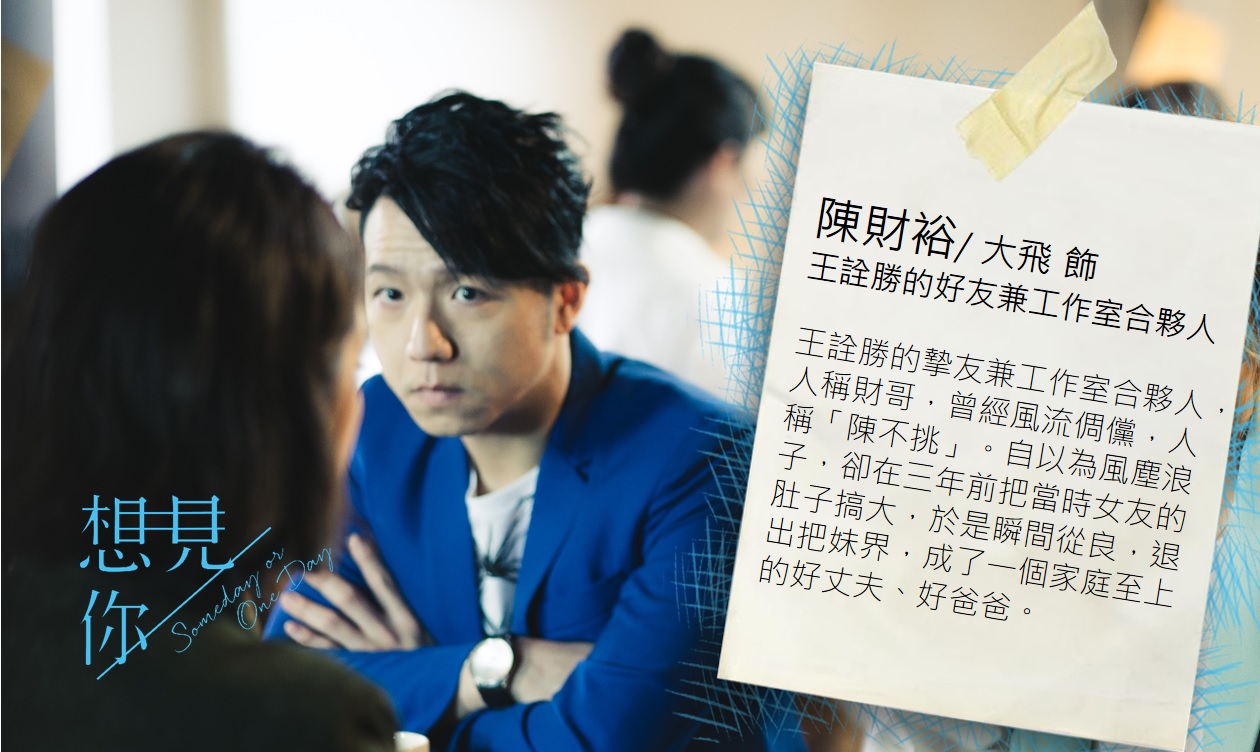 陳財裕/ 大飛 飾
王詮勝的好友兼工作室合夥人
王詮勝的摯友兼工作室合夥人，
人稱財哥，曾經風流倜儻，人
稱「陳不挑」。自以為風塵浪
子，卻在三年前把當時女友的
肚子搞大，於是瞬間從良，退
出把妹界，成了一個家庭至上
的好丈夫、好爸爸。
想見
你
Someday or
One Day